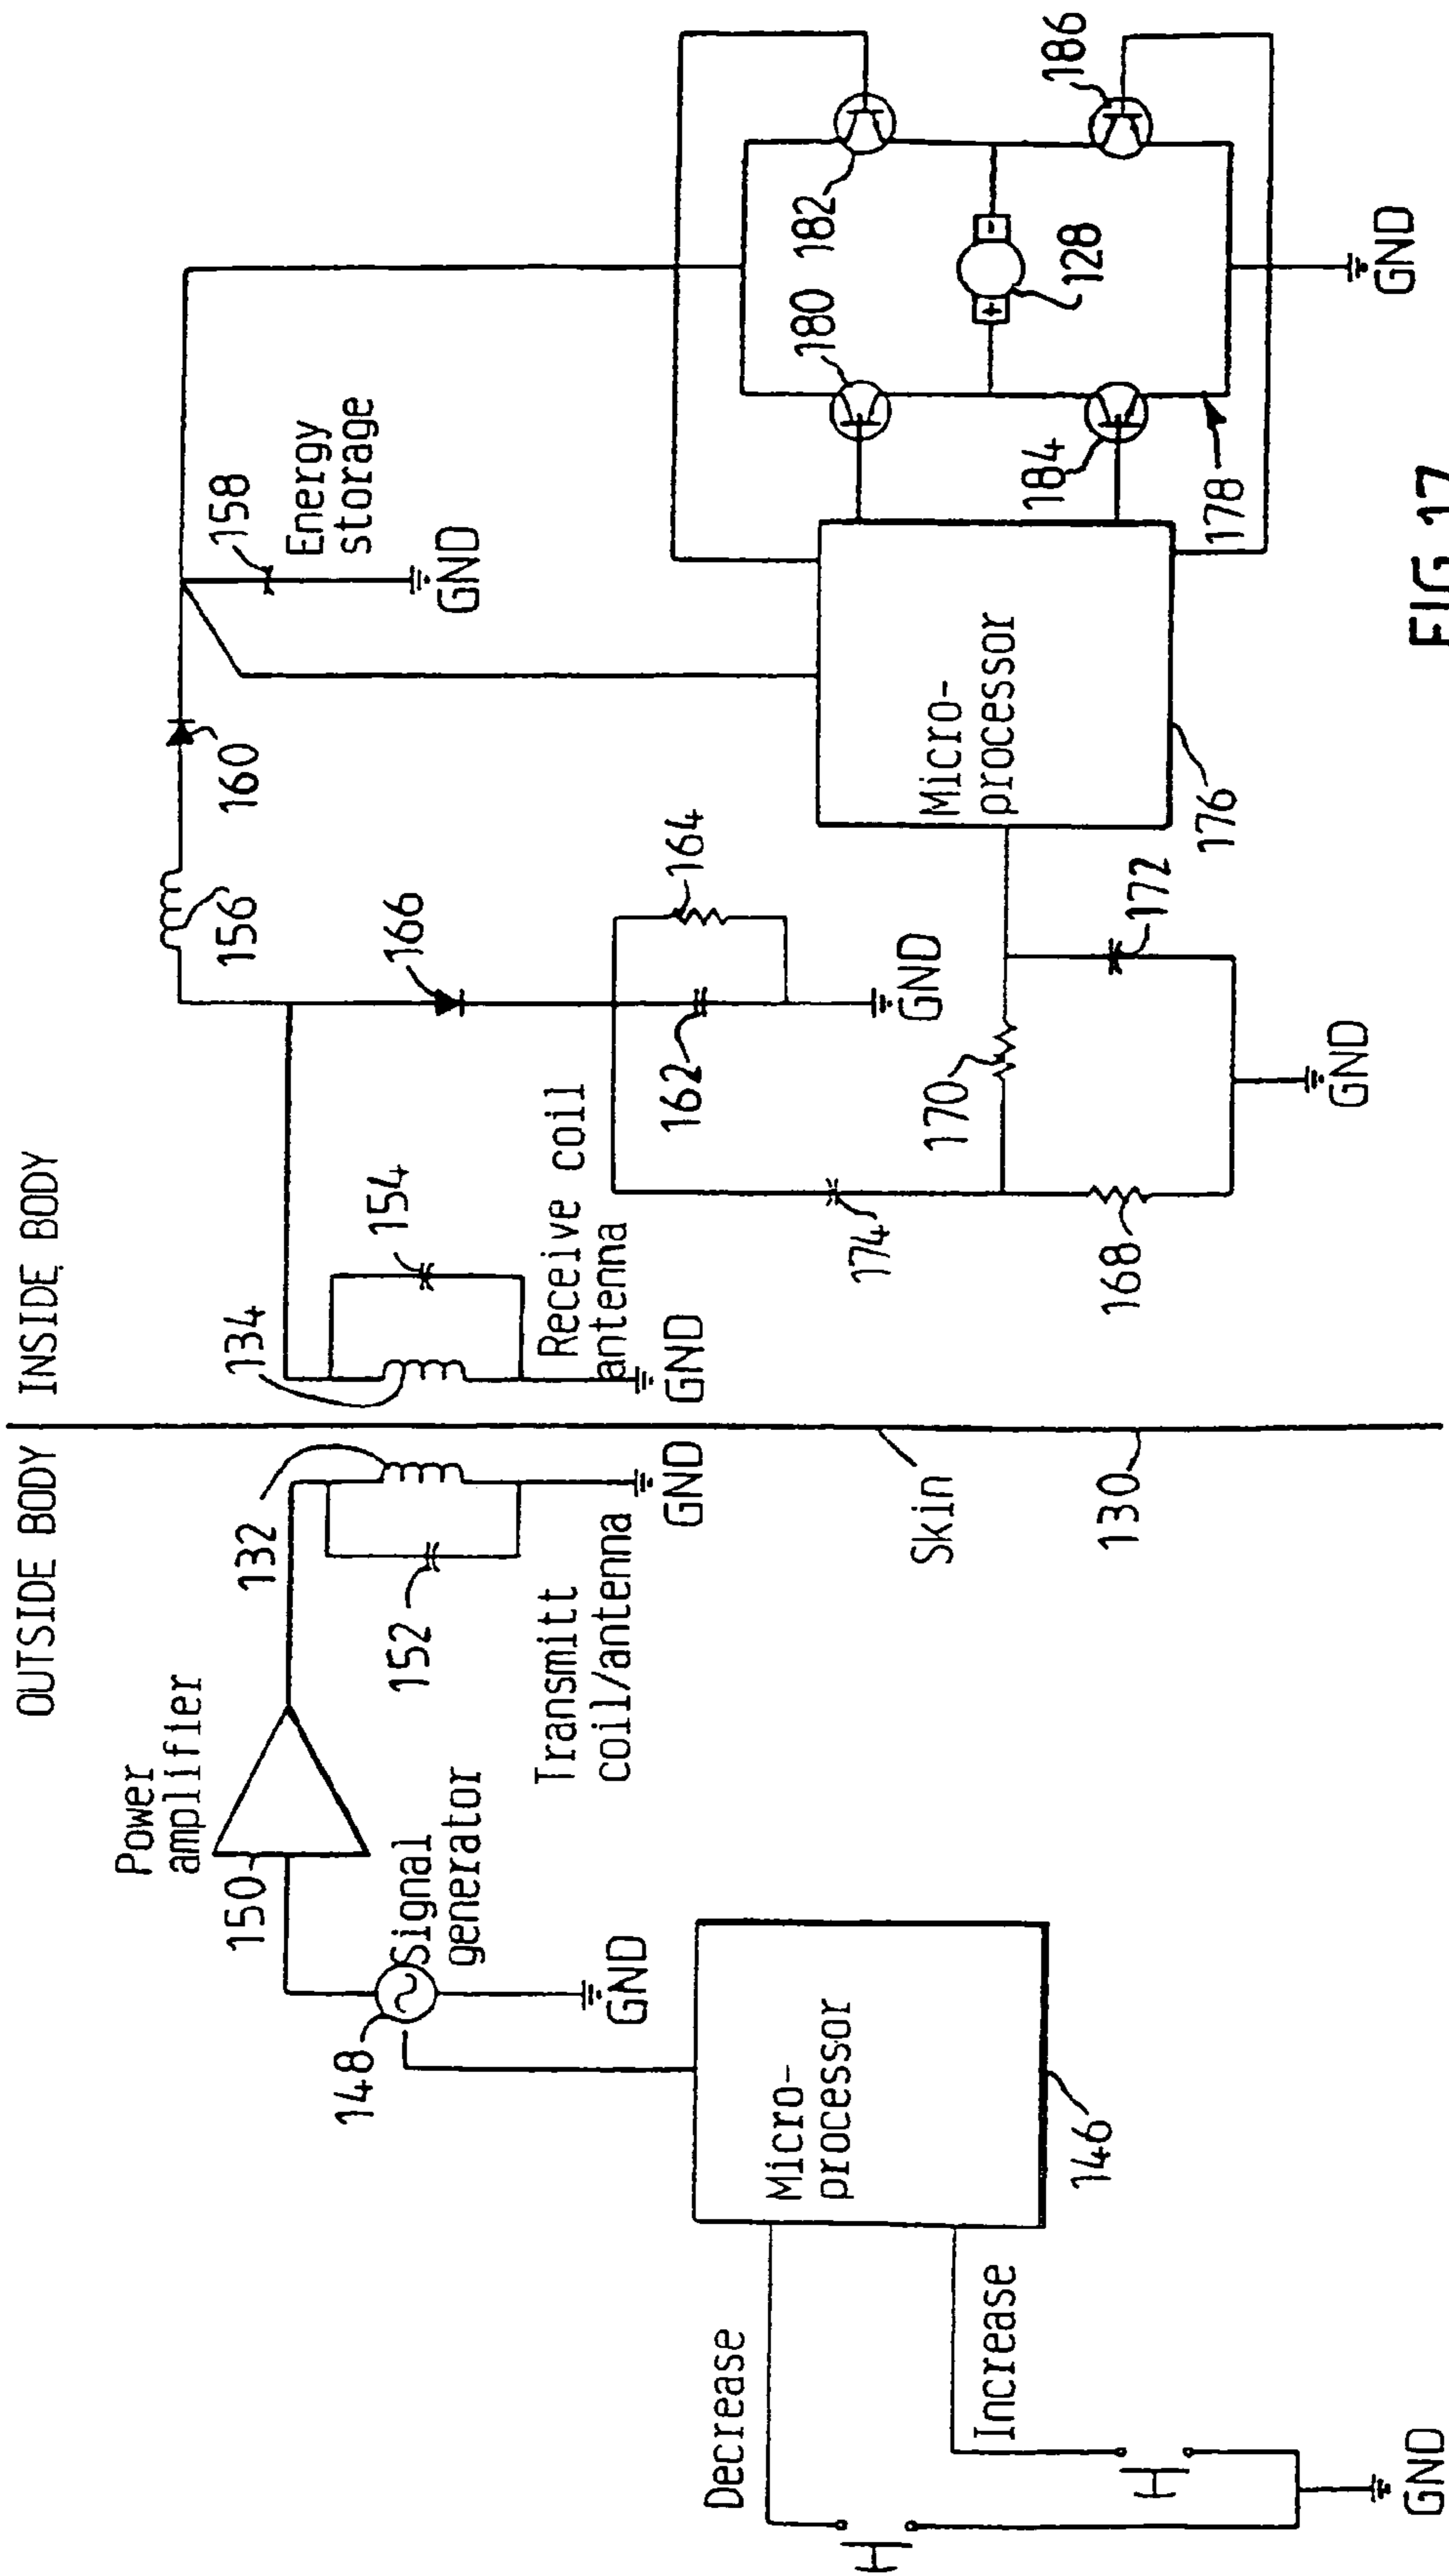 OUTSIDE BODY
INSIDE BODY
Power
amplifier
150
Signal
generator
148
GND
132
152
Transmitt
coil/antenna
GND
134
154
Receive coil
antenna
GND
Skin
130
Micro-
processor
146
Decrease
Increase
GND
156
160
158
Energy
storage
GND
166
164
162
GND
174
170
172
168
GND
Micro-
processor
176
180
182
184
186
128
+
-
178
GND
FIG.17